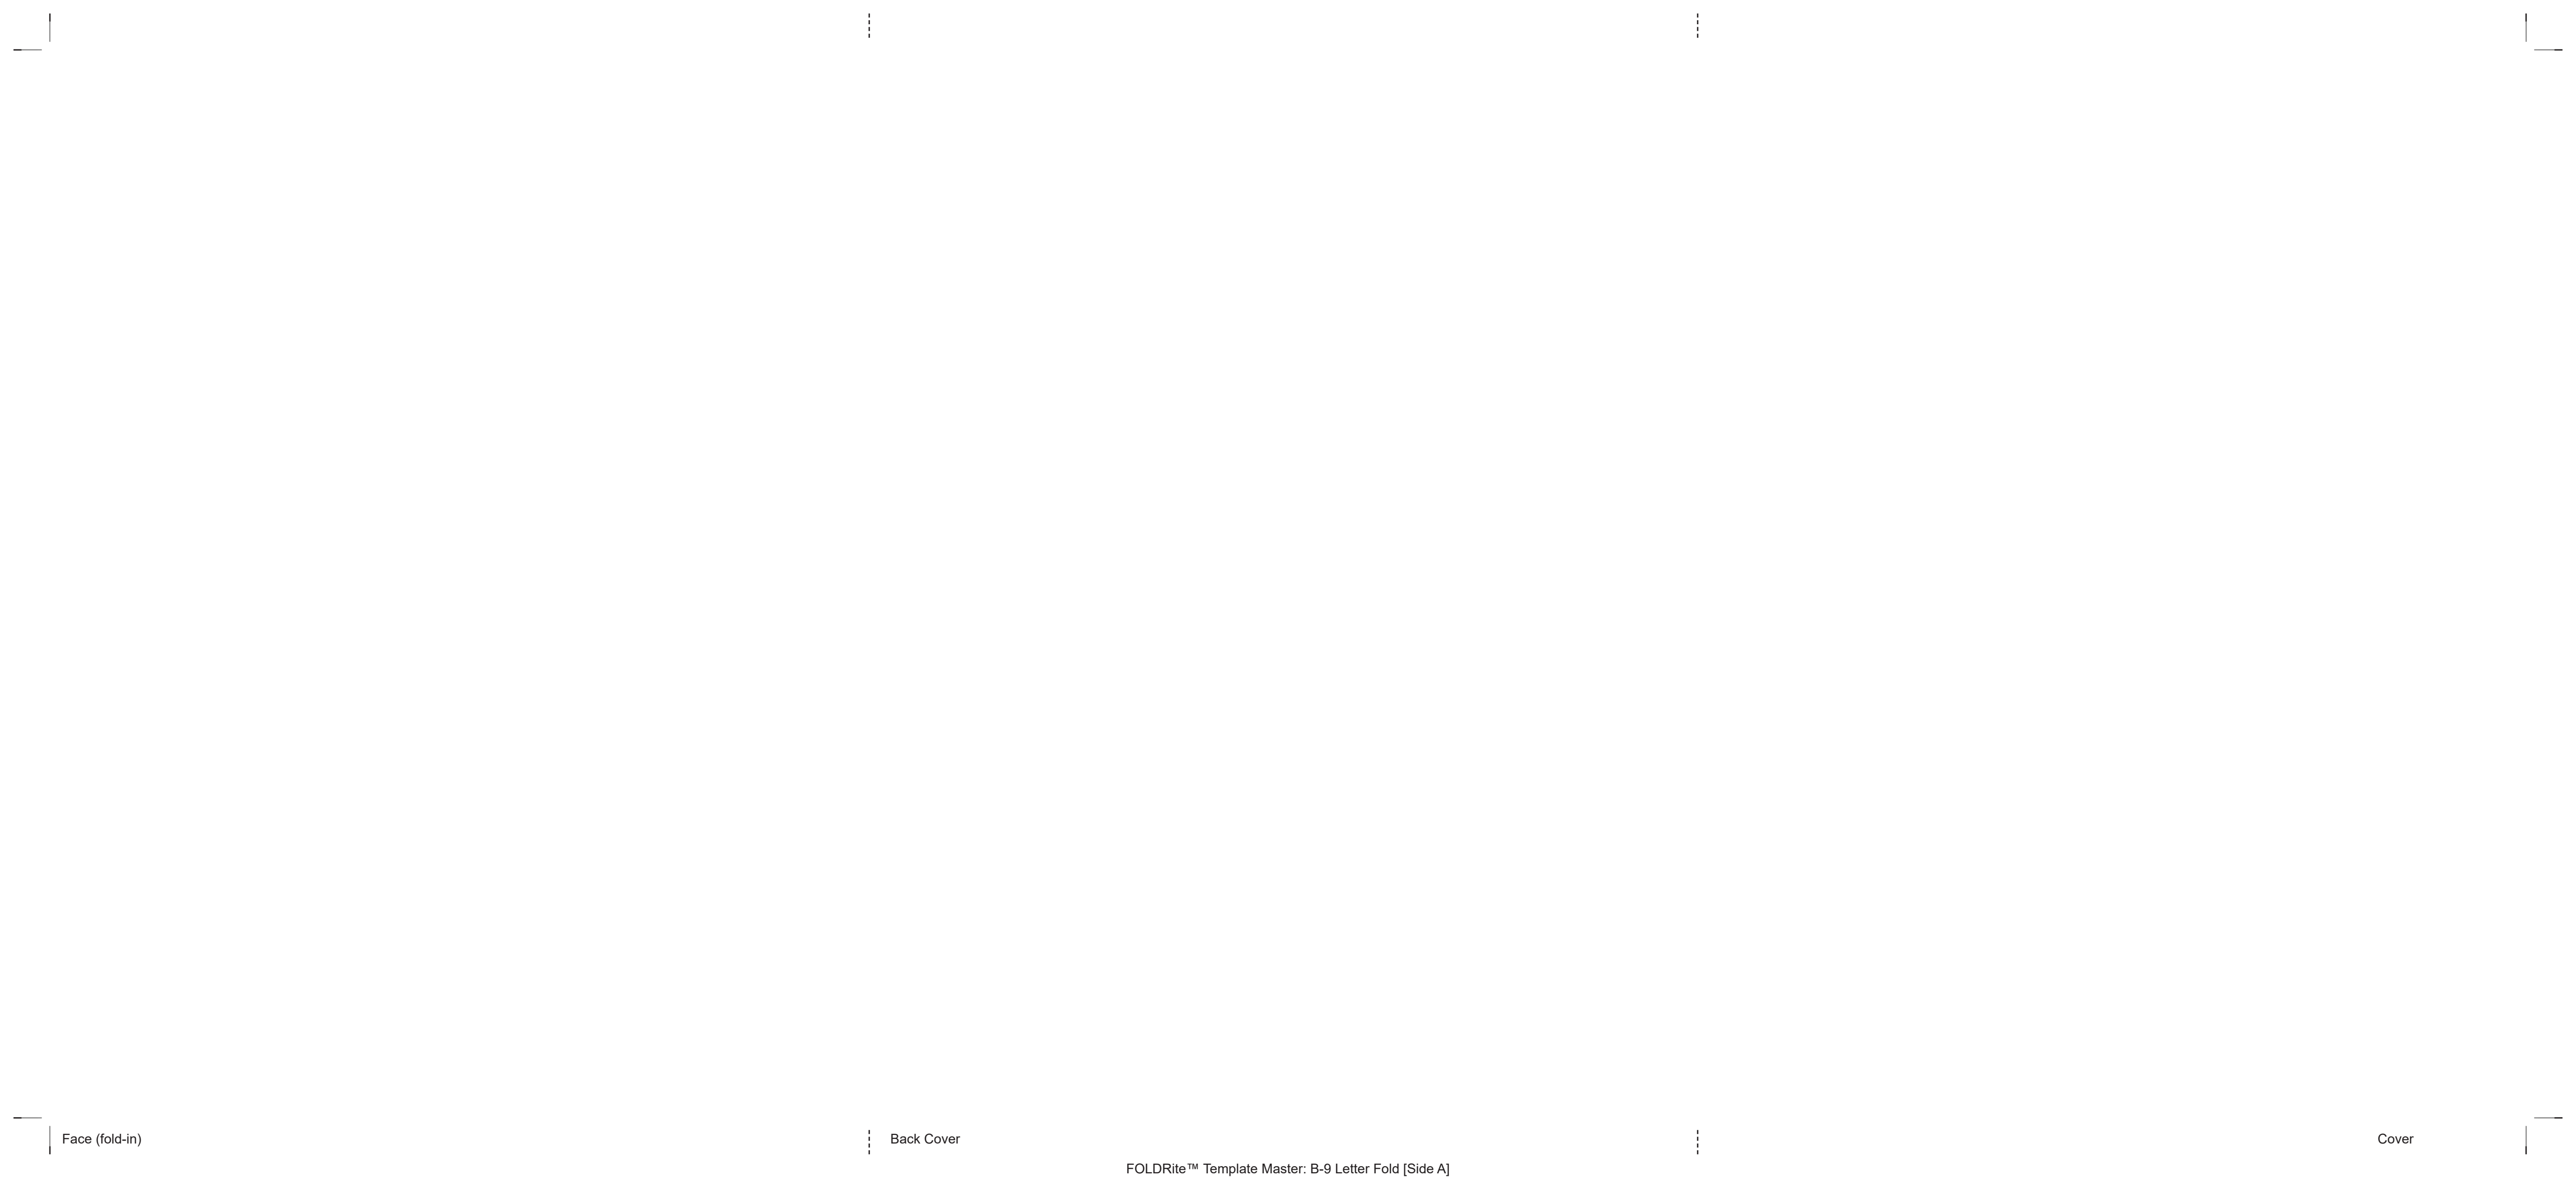 Face (fold-in)
Back Cover
Cover
FOLDRite™ Template Master: B-9 Letter Fold [Side A]